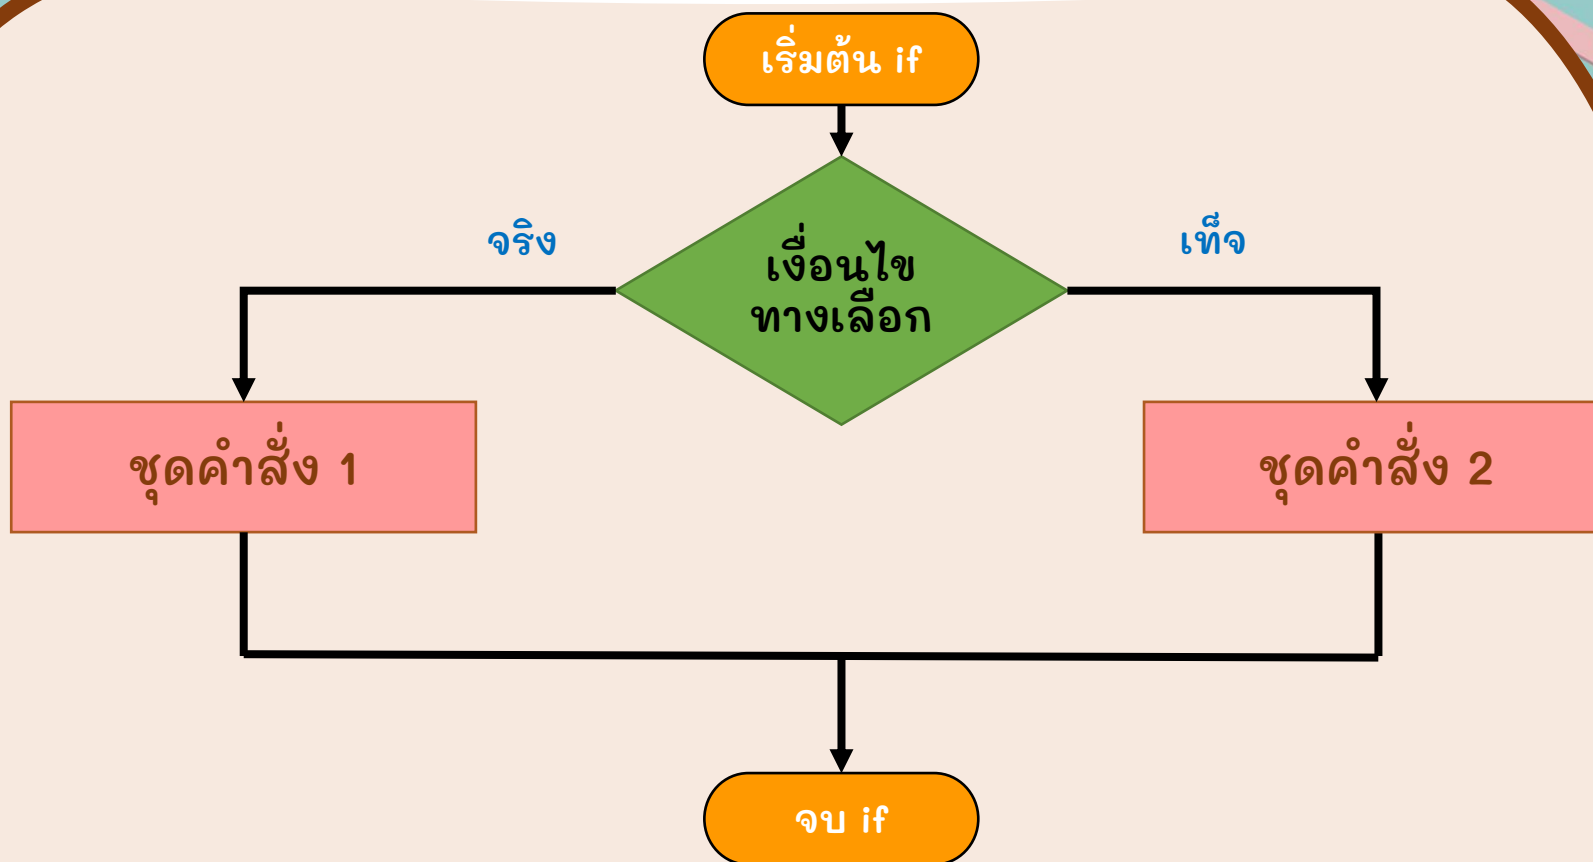 เริ่มต้น if
จริง
เท็จ
เงื่อนไข
ทางเลือก
ชุดคำสั่ง 1
ชุดคำสั่ง 2
จบ if